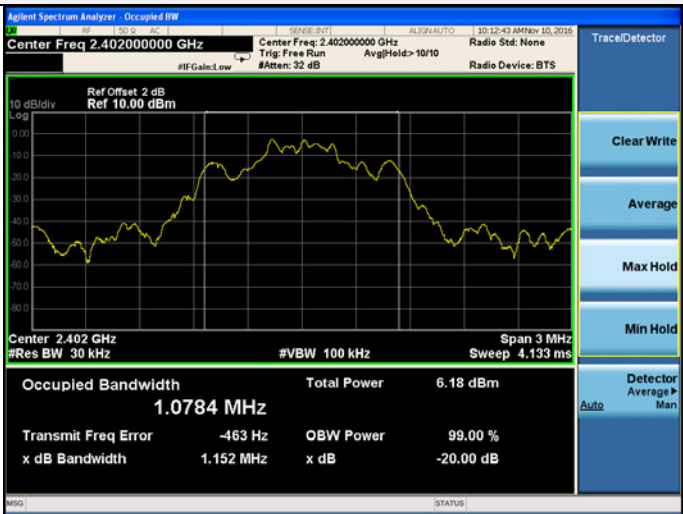 Agilent Spectrum Analyzer - Occupied BW
LXI RF 50 Ω AC SENSE:INT ALIGN AUTO 10:12:43 AM Nov 10, 2016
Center Freq 2.402000000 GHz Center Freq: 2.402000000 GHz Radio Std: None
Trig: Free Run Avg|Hold:> 10/10
#IFGain:Low #Atten: 32 dB Radio Device: BTS
Trace/Detector
Ref Offset 2 dB
10 dB/div Ref 10.00 dBm
Log
0.00
-10.0
-20.0
-30.0
-40.0
-50.0
-60.0
-70.0
-80.0
Clear Write
Average
Max Hold
Min Hold
Detector
Average
Auto Man
Center 2.402 GHz Span 3 MHz
#Res BW 30 kHz #VBW 100 kHz Sweep 4.133 ms
Occupied Bandwidth Total Power 6.18 dBm
1.0784 MHz
Transmit Freq Error -463 Hz OBW Power 99.00 %
x dB Bandwidth 1.152 MHz x dB -20.00 dB
MSG STATUS